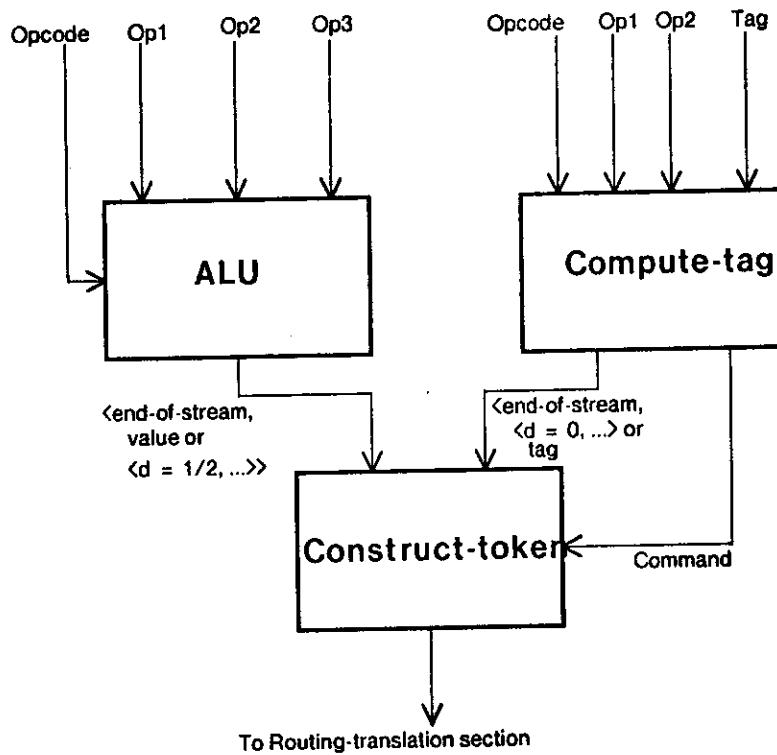 Opcode Op1 Op2 Op3
Opcode Op1 Op2 Tag
ALU
Compute-tag
<end-of-stream,
value or
<d = 1/2, ...>>
<end-of-stream,
<d = 0, ...> or
tag
Construct-token
Command
To Routing-translation section